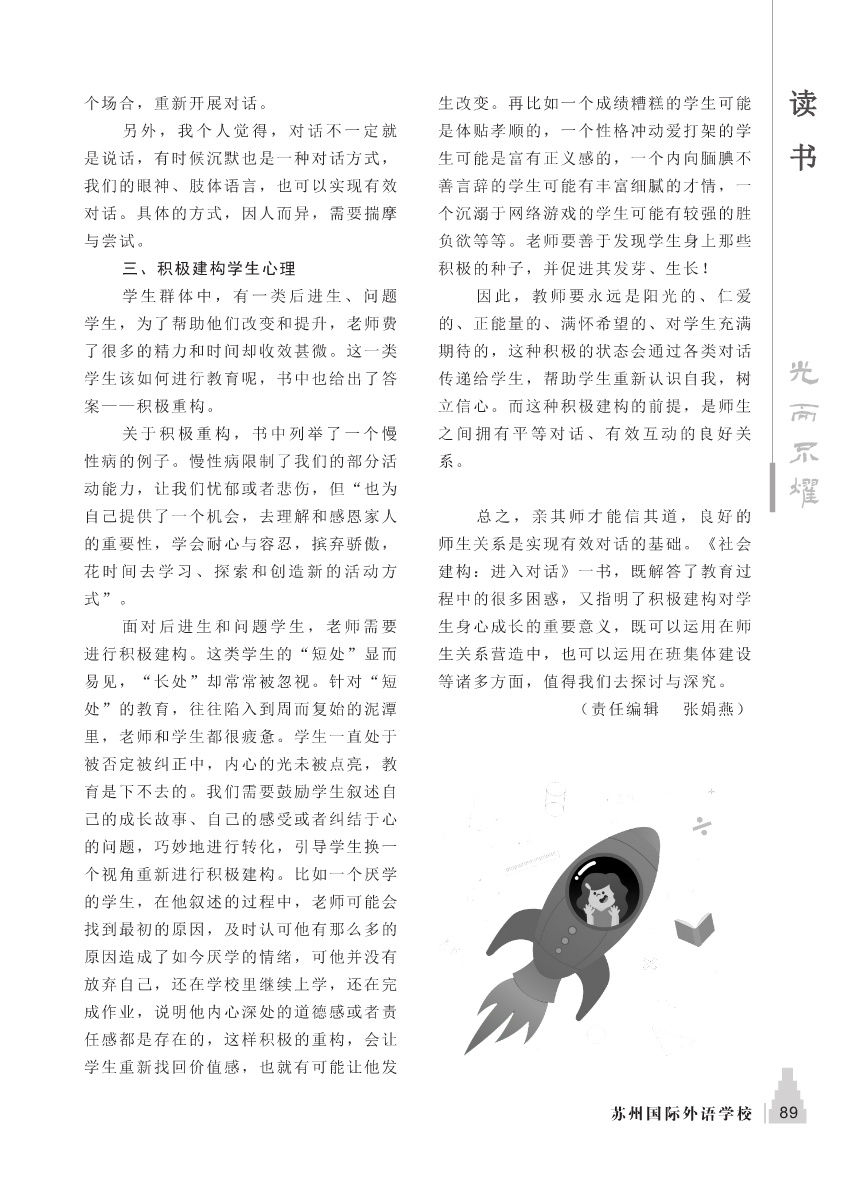 个场合，重新开展对话。
另外，我个人觉得，对话不一定就
是说话，有时候沉默也是一种对话方式，
我们的眼神、肢体语言，也可以实现有效
对话。具体的方式，因人而异，需要揣摩
与尝试。
三、积极建构学生心理
学生群体中，有一类后进生、问题
学生，为了帮助他们改变和提升，老师费
了很多的精力和时间却收效甚微。这一类
学生该如何进行教育呢，书中也给出了答
案——积极重构。
关于积极重构，书中列举了一个慢
性病的例子。慢性病限制了我们的部分活
动能力，让我们忧郁或者悲伤，但“也为
自己提供了一个机会，去理解和感恩家人
的重要性，学会耐心与容忍，摈弃骄傲，
花时间去学习、探索和创造新的活动方
式”。
面对后进生和问题学生，老师需要
进行积极建构。这类学生的“短处”显而
易见，“长处”却常常被忽视。针对“短
处”的教育，往往陷入到周而复始的泥潭
里，老师和学生都很疲惫。学生一直处于
被否定被纠正中，内心的光未被点亮，教
育是下不去的。我们需要鼓励学生叙述自
己的成长故事、自己的感受或者纠结于心
的问题，巧妙地进行转化，引导学生换一
个视角重新进行积极建构。比如一个厌学
的学生，在他叙述的过程中，老师可能会
找到最初的原因，及时认可他有那么多的
原因造成了如今厌学的情绪，可他并没有
放弃自己，还在学校里继续上学，还在完
成作业，说明他内心深处的道德感或者责
任感都是存在的，这样积极的重构，会让
学生重新找回价值感，也就有可能让他发
生改变。再比如一个成绩糟糕的学生可能
是体贴孝顺的，一个性格冲动爱打架的学
生可能是富有正义感的，一个内向腼腆不
善言辞的学生可能有丰富细腻的才情，一
个沉溺于网络游戏的学生可能有较强的胜
负欲等等。老师要善于发现学生身上那些
积极的种子，并促进其发芽、生长！
因此，教师要永远是阳光的、仁爱
的、正能量的、满怀希望的、对学生充满
期待的，这种积极的状态会通过各类对话
传递给学生，帮助学生重新认识自我，树
立信心。而这种积极建构的前提，是师生
之间拥有平等对话、有效互动的良好关
系。
总之，亲其师才能信其道，良好的
师生关系是实现有效对话的基础。《社会
建构：进入对话》一书，既解答了教育过
程中的很多困惑，又指明了积极建构对学
生身心成长的重要意义，既可以运用在师
生关系营造中，也可以运用在班集体建设
等诸多方面，值得我们去探讨与深究。
（责任编辑 张娟燕）
读书
光而不耀
苏州国际外语学校 89